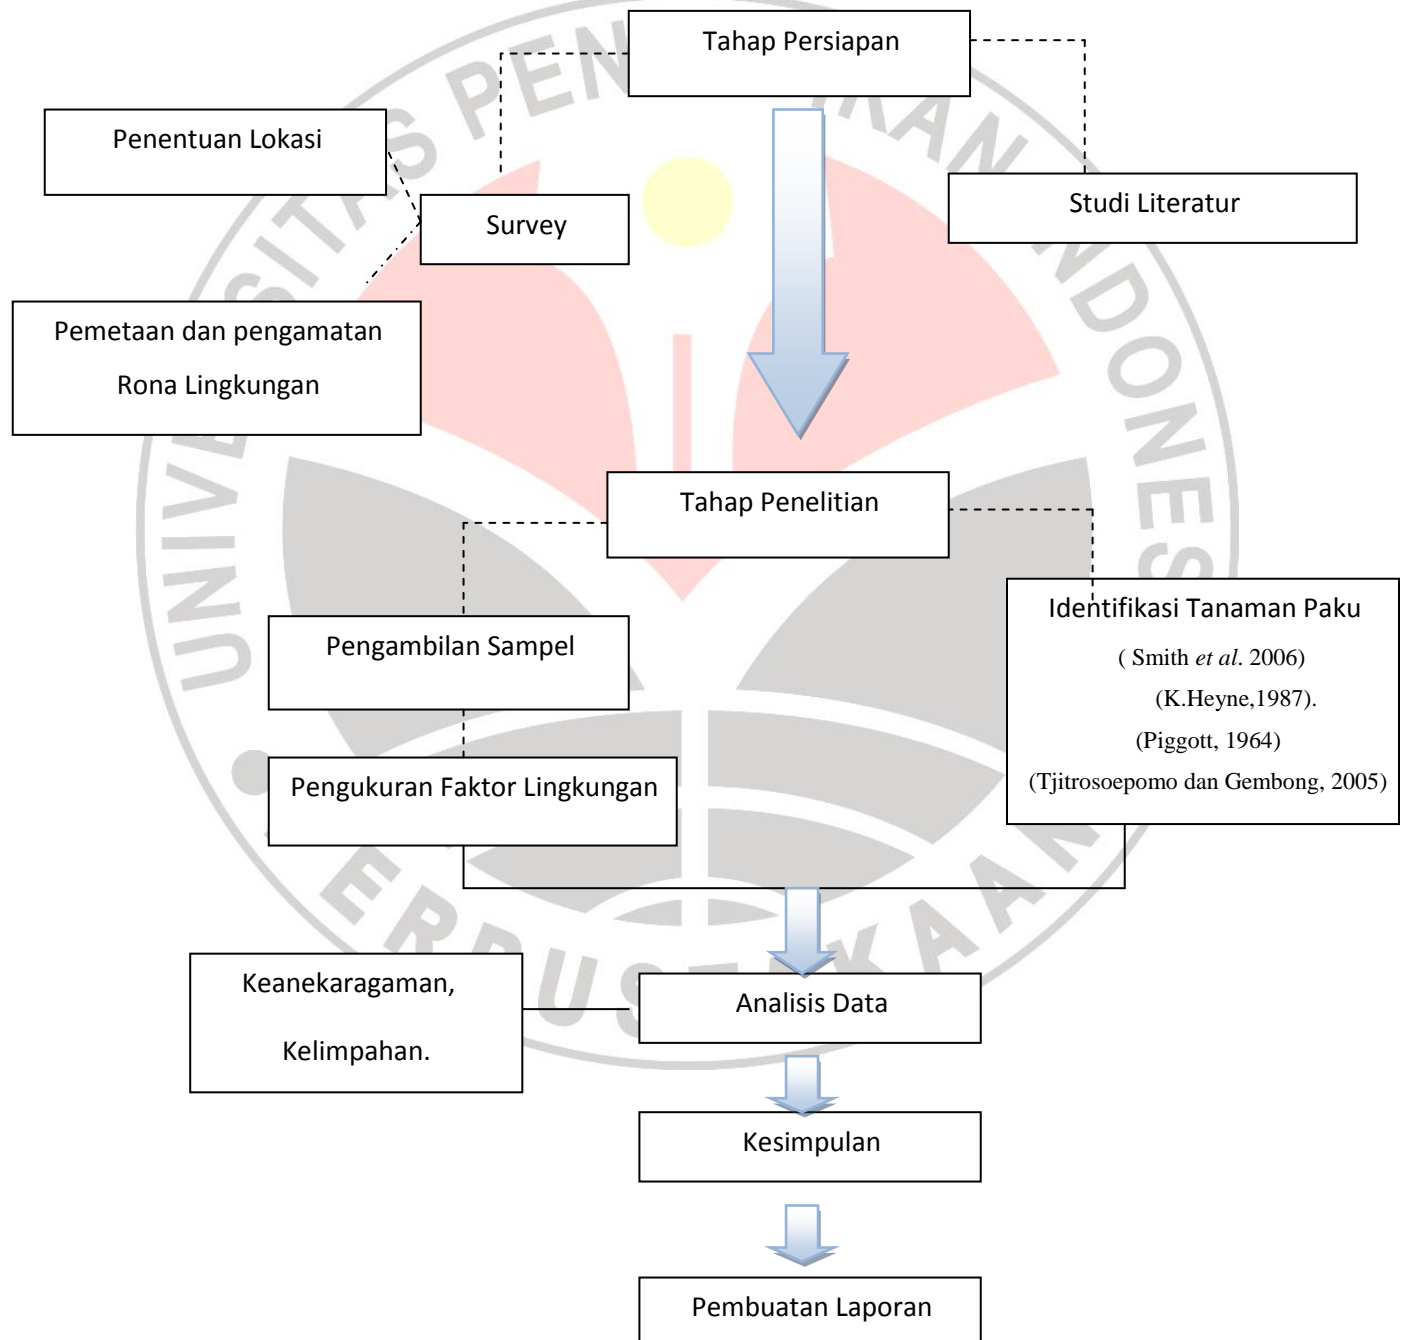 Tahap Persiapan
Penentuan Lokasi
Studi Literatur
Survey
Pemetaan dan pengamatan
Rona Lingkungan
Tahap Penelitian
Pengambilan Sampel
Identifikasi Tanaman Paku
( Smith et al. 2006)
(K.Heyne,1987).
(Piggott, 1964)
(Tjitrosoepomo dan Gembong, 2005)
Pengukuran Faktor Lingkungan
Keanekaragaman,
Kelimpahan.
Analisis Data
Kesimpulan
Pembuatan Laporan